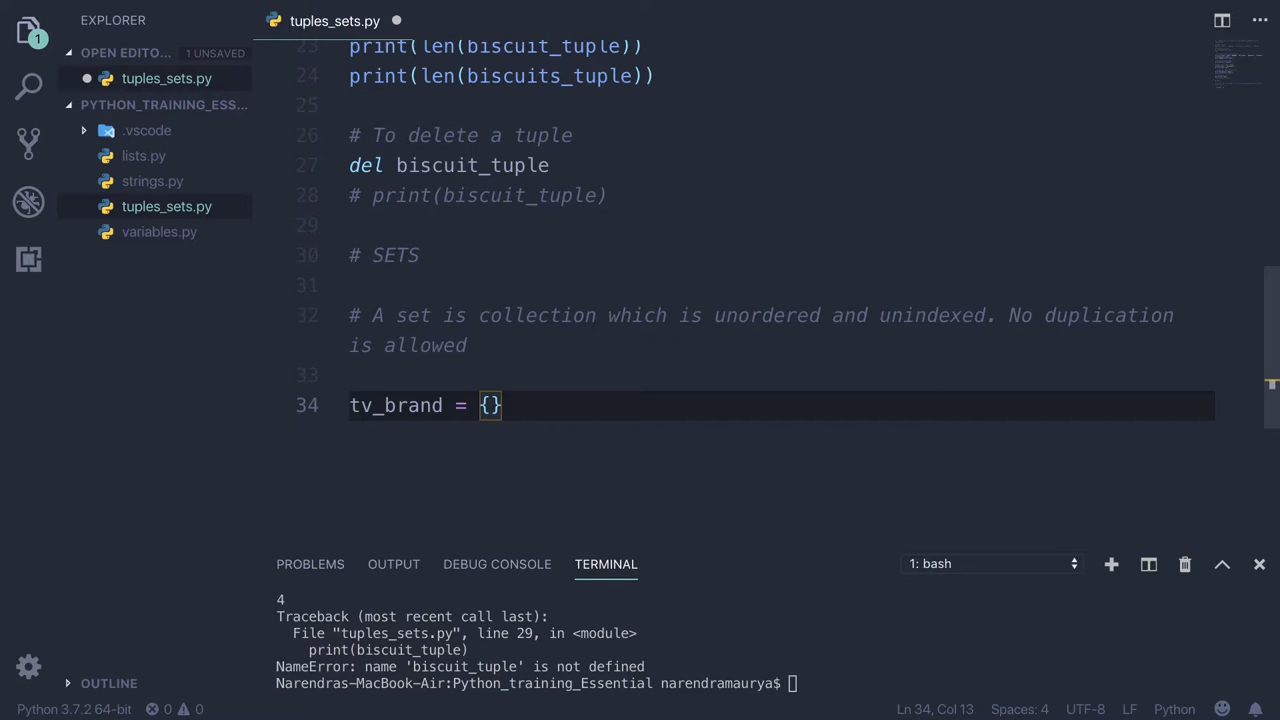 EXPLORER
tuples_sets.py
OPEN EDITO...
1 UNSAVED
tuples_sets.py
PYTHON_TRAINING_ESS...
.vscode
lists.py
strings.py
tuples_sets.py
variables.py
1
23 print(len(biscuit_tuple))
24 print(len(biscuits_tuple))
25
26 # To delete a tuple
27 del biscuit_tuple
28 # print(biscuit_tuple)
29
30 # SETS
31
32 # A set is collection which is unordered and unindexed. No duplication
is allowed
33
34 tv_brand = {}
PROBLEMS OUTPUT DEBUG CONSOLE TERMINAL
1: bash
4
Traceback (most recent call last):
File "tuples_sets.py", line 29, in <module>
print(biscuit_tuple)
NameError: name 'biscuit_tuple' is not defined
Narendras-MacBook-Air:Python_training_Essential narendramaurya$
OUTLINE
Python 3.7.2 64-bit 0 0 Ln 34, Col 13 Spaces: 4 UTF-8 LF Python